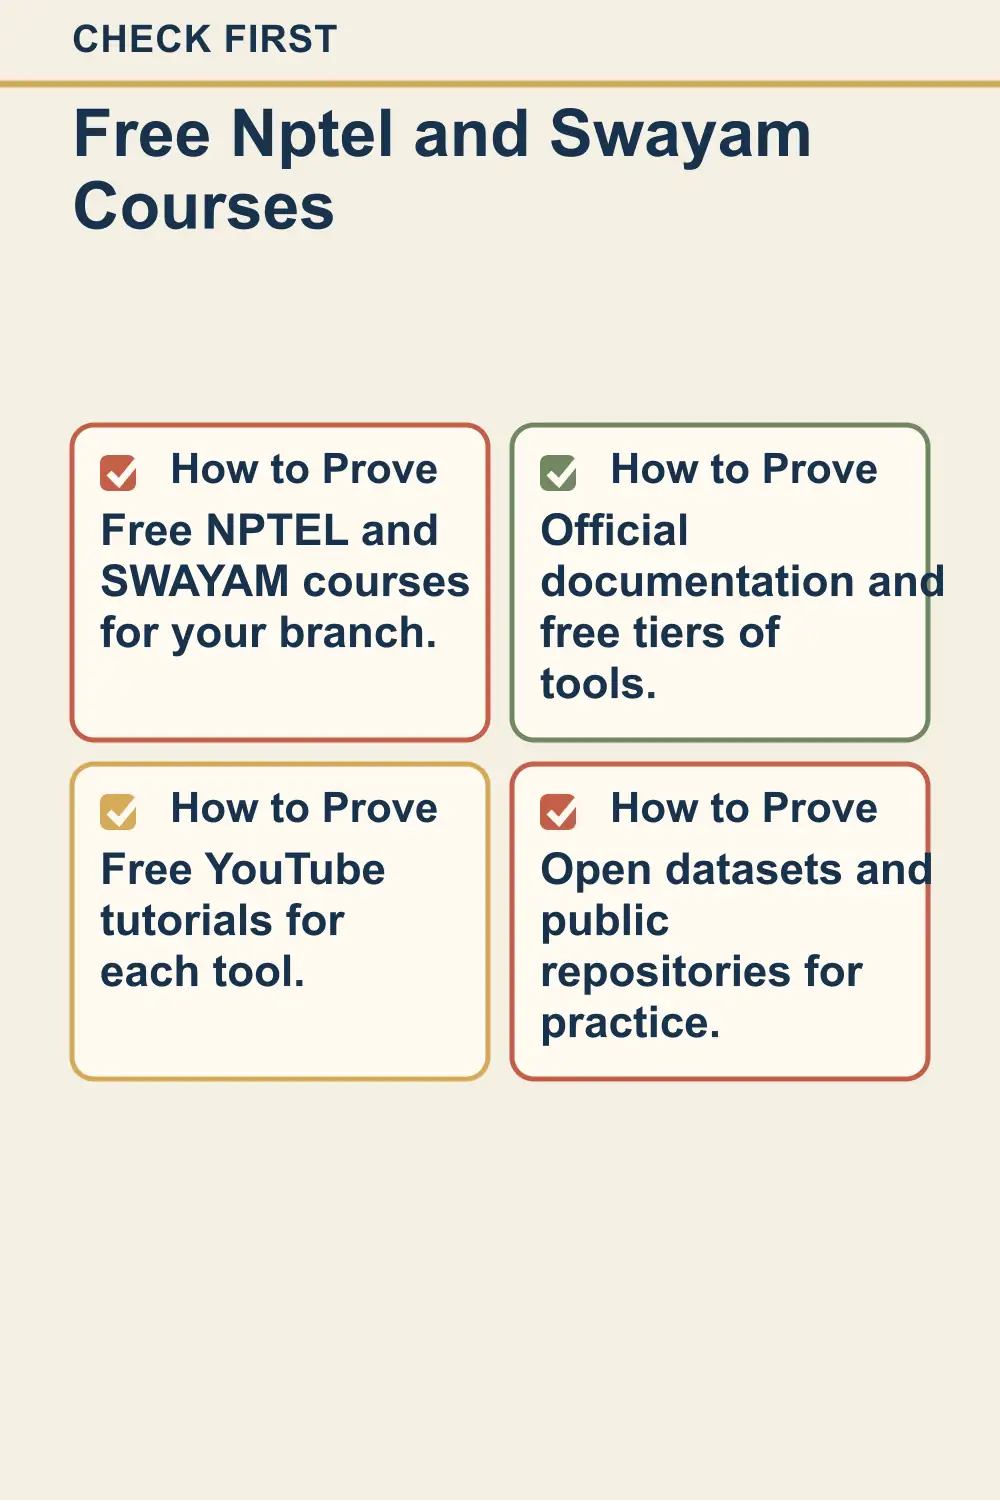 CHECK FIRST
Free Nptel and Swayam
Courses
How to Prove
Free NPTEL and
SWAYAM courses
for your branch.
How to Prove
Official
documentation and
free tiers of
tools.
How to Prove
Free YouTube
tutorials for
each tool.
How to Prove
Open datasets and
public
repositories for
practice.